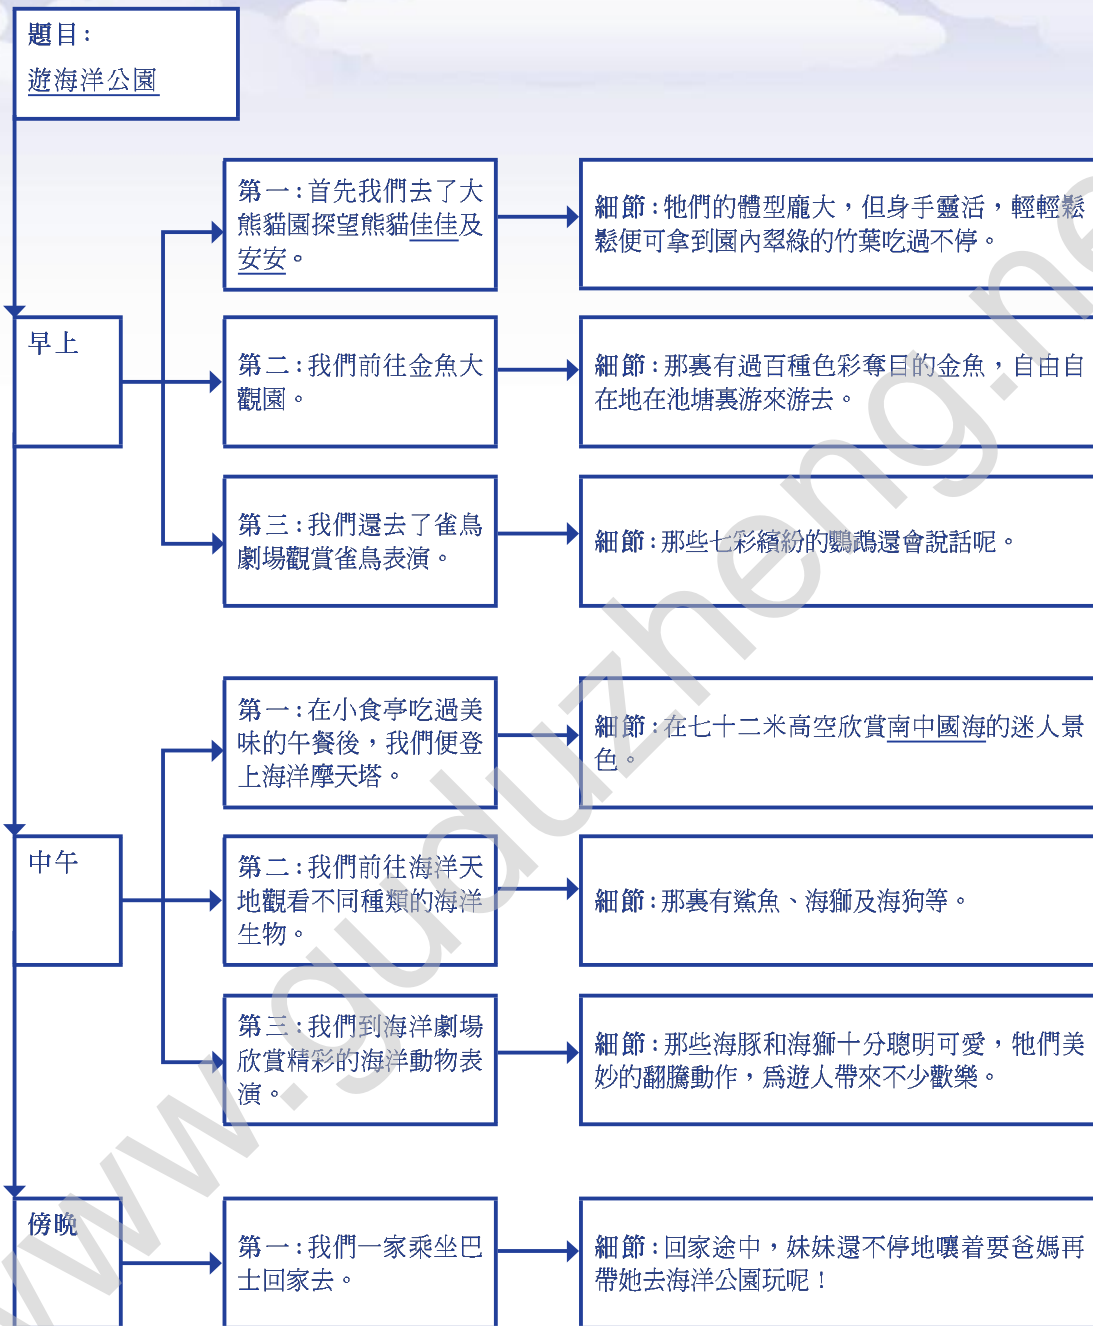 題目：
遊海洋公園
第一：首先我們去了大
熊貓園探望熊貓佳佳及
安安。
細節：牠們的體型龐大，但身手靈活，輕輕鬆
鬆便可拿到園內翠綠的竹葉吃過不停。
早上
第二：我們前往金魚大
觀園。
細節：那裏有過百種色彩奪目的金魚，自由自
在地在池塘裏游來游去。
第三：我們還去了雀鳥
劇場觀賞雀鳥表演。
細節：那些七彩繽紛的鸚鵡還會說話呢。
第一：在小食亭吃過美
味的午餐後，我們便登
上海洋摩天塔。
細節：在七十二米高空欣賞南中國海的迷人景
色。
中午
第二：我們前往海洋天
地觀看不同種類的海洋
生物。
細節：那裏有鯊魚、海獅及海狗等。
第三：我們到海洋劇場
欣賞精彩的海洋動物表
演。
細節：那些海豚和海獅十分聰明可愛，牠們美
妙的翻騰動作，為遊人帶來不少歡樂。
傍晚
第一：我們一家乘坐巴
士回家去。
細節：回家途中，妹妹還不停地嚷着要爸媽再
帶她去海洋公園玩呢！
www.guduzheng.ne